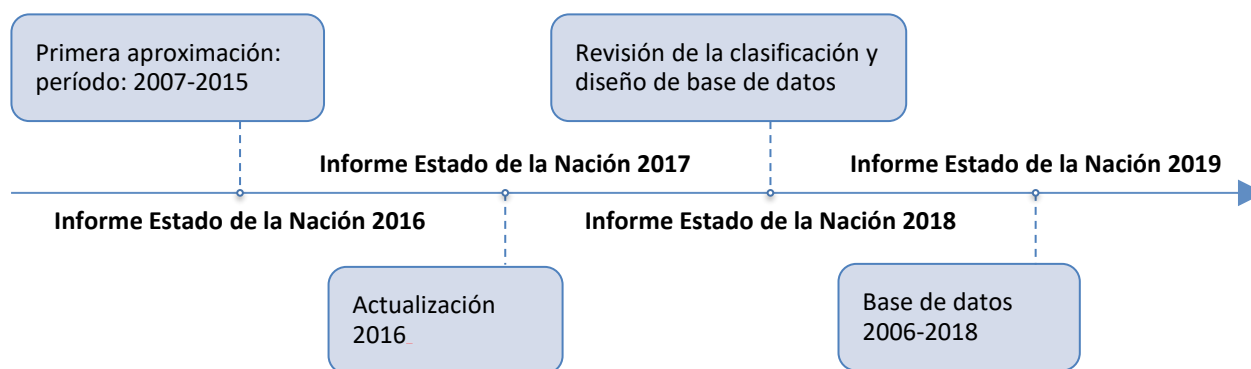 Primera aproximación:
período: 2007-2015
Revisión de la clasificación y
diseño de base de datos
Informe Estado de la Nación 2017
Informe Estado de la Nación 2019
Informe Estado de la Nación 2016
Informe Estado de la Nación 2018
Actualización
2016
Base de datos
2006-2018